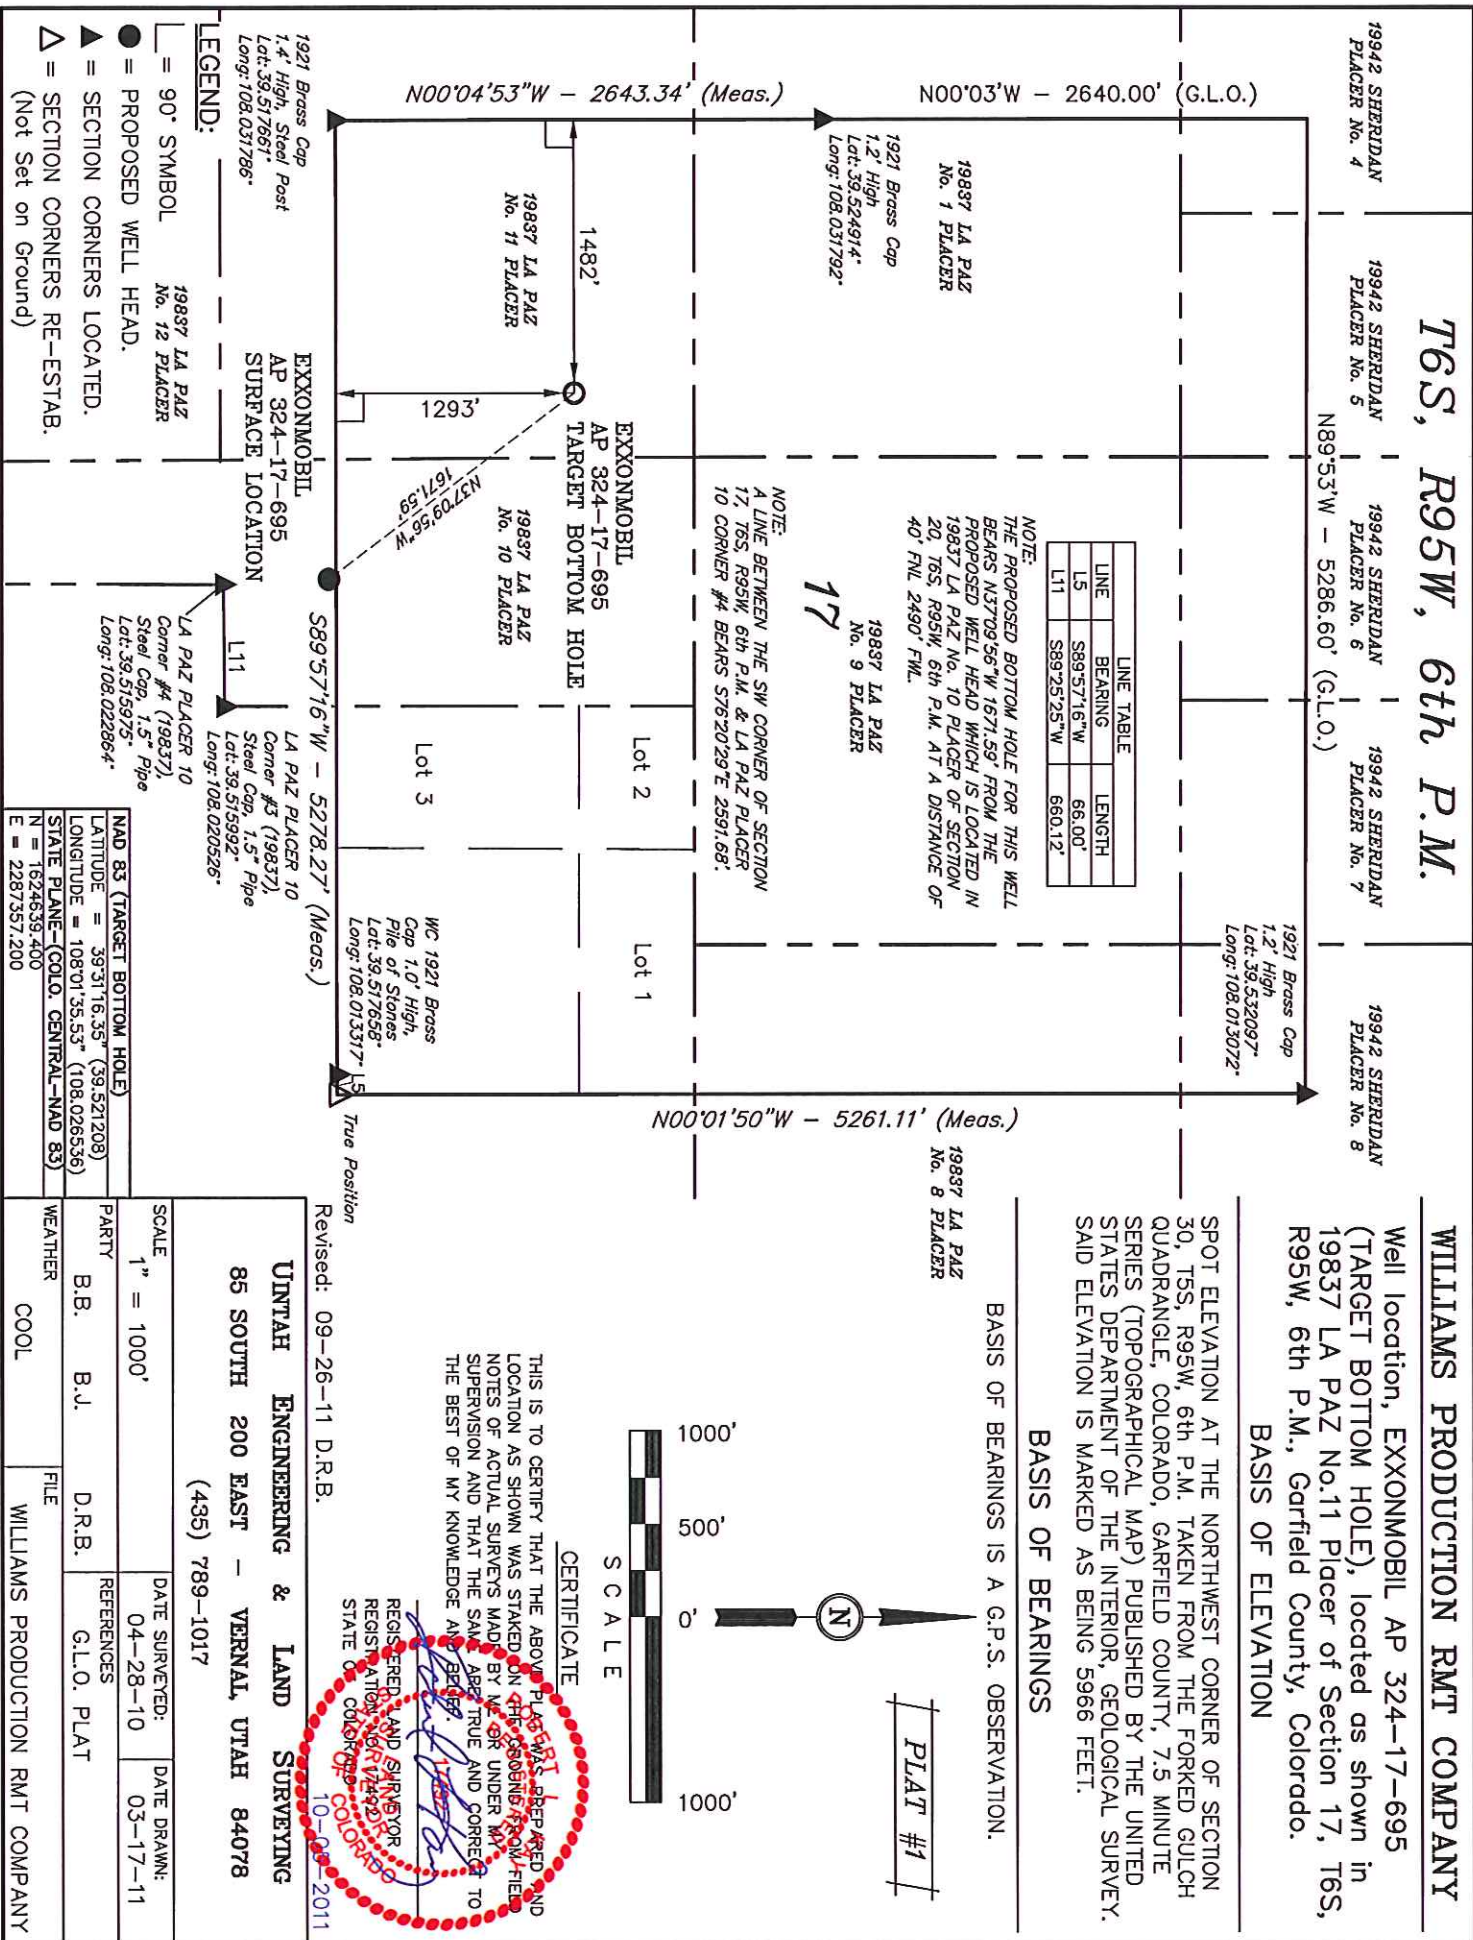 T6S, R95W, 6th P.M.
19942 SHERIDAN
PLACER No. 4
19942 SHERIDAN
PLACER No. 5
19942 SHERIDAN
PLACER No. 6
19942 SHERIDAN
PLACER No. 7
19942 SHERIDAN
PLACER No. 8
N89°53'W - 5286.60' (G.L.O.)
1921 Brass Cap
1.2' High
Lat: 39.532097°
Long: 108.013072°
N00°03'W - 2640.00' (G.L.O.)
N00°04'53"W - 2643.34' (Meas.)
19837 LA PAZ
No. 1 PLACER
1921 Brass Cap
1.2' High
Lat: 39.524914°
Long: 108.031792°
LINE TABLE
LINE BEARING LENGTH
L5 S89°57'16"W 66.00'
L11 S89°25'25"W 660.12'
NOTE:
THE PROPOSED BOTTOM HOLE FOR THIS WELL
BEARS N37°09'56"W 1671.59' FROM THE
PROPOSED WELL HEAD WHICH IS LOCATED IN
19837 LA PAZ No. 10 PLACER OF SECTION
20, T6S, R95W, 6th P.M. AT A DISTANCE OF
40' FNL 2490' FWL.
17
19837 LA PAZ
No. 9 PLACER
NOTE:
A LINE BETWEEN THE SW CORNER OF SECTION
17, T6S, R95W, 6th P.M. & LA PAZ PLACER
10 CORNER #4 BEARS S76°20'29"E 2591.68'.
19837 LA PAZ
No. 8 PLACER
N00°01'50"W - 5261.11' (Meas.)
1482'
19837 LA PAZ
No. 11 PLACER
1293'
EXXONMOBIL
AP 324-17-695
TARGET BOTTOM HOLE
N37°09'56"W
1671.59'
19837 LA PAZ
No. 10 PLACER
Lot 2
Lot 1
Lot 3
WC 1921 Brass
Cap 1.0' High,
Pile of Stones
Lat: 39.517658°
Long: 108.013317°
L5
True Position
S89°57'16"W - 5278.27' (Meas.)
1921 Brass Cap
1.4' High, Steel Post
Lat: 39.517661°
Long: 108.031786°
EXXONMOBIL
AP 324-17-695
SURFACE LOCATION
L11
LA PAZ PLACER 10
Corner #4 (19837),
Steel Cap, 1.5" Pipe
Lat: 39.515975°
Long: 108.022864°
LA PAZ PLACER 10
Corner #3 (19837),
Steel Cap, 1.5" Pipe
Lat: 39.515992°
Long: 108.020526°
19837 LA PAZ
No. 12 PLACER
LEGEND:
= 90° SYMBOL
= PROPOSED WELL HEAD.
= SECTION CORNERS LOCATED.
= SECTION CORNERS RE-ESTAB.
(Not Set on Ground)
NAD 83 (TARGET BOTTOM HOLE)
LATITUDE = 39°31'16.35" (39.521208)
LONGITUDE = 108°01'35.53" (108.026536)
STATE PLANE-(COLO. CENTRAL-NAD 83)
N = 1624639.400
E = 2287357.200
WILLIAMS PRODUCTION RMT COMPANY
Well location, EXXONMOBIL AP 324-17-695
(TARGET BOTTOM HOLE), located as shown in
19837 LA PAZ No.11 Placer of Section 17, T6S,
R95W, 6th P.M., Garfield County, Colorado.
BASIS OF ELEVATION
SPOT ELEVATION AT THE NORTHWEST CORNER OF SECTION
30, T5S, R95W, 6th P.M. TAKEN FROM THE FORKED GULCH
QUADRANGLE, COLORADO, GARFIELD COUNTY, 7.5 MINUTE
SERIES (TOPOGRAPHICAL MAP) PUBLISHED BY THE UNITED
STATES DEPARTMENT OF THE INTERIOR, GEOLOGICAL SURVEY.
SAID ELEVATION IS MARKED AS BEING 5966 FEET.
BASIS OF BEARINGS
BASIS OF BEARINGS IS A G.P.S. OBSERVATION.
PLAT #1
N
1000' 500' 0' 1000'
SCALE
CERTIFICATE
THIS IS TO CERTIFY THAT THE ABOVE PLAT WAS PREPARED AND
LOCATION AS SHOWN WAS STAKED ON THE GROUND FROM FIELD
NOTES OF ACTUAL SURVEYS MADE BY ME OR UNDER MY
SUPERVISION AND THAT THE SAME ARE TRUE AND CORRECT TO
THE BEST OF MY KNOWLEDGE AND BELIEF.
REGISTERED LAND SURVEYOR
REGISTRATION NO. 17492
STATE OF COLORADO
Revised: 09-26-11 D.R.B.
UINTAH ENGINEERING & LAND SURVEYING
85 SOUTH 200 EAST - VERNAL, UTAH 84078
(435) 789-1017
SCALE
1" = 1000'
DATE SURVEYED:
04-28-10
DATE DRAWN:
03-17-11
PARTY
B.B. B.J. D.R.B.
REFERENCES
G.L.O. PLAT
WEATHER
COOL
FILE
WILLIAMS PRODUCTION RMT COMPANY